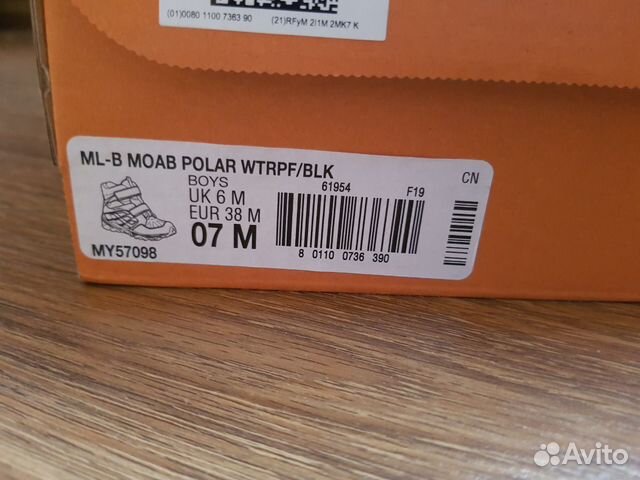 (01)0080 1100 7363 90 (21)RFyM 2I1M 2MK7 K
ML-B MOAB POLAR WTRPF/BLK
BOYS
UK 6 M
EUR 38 M
07 M
MY57098
61954
F19
8 0110 0736 390
CN
Avito